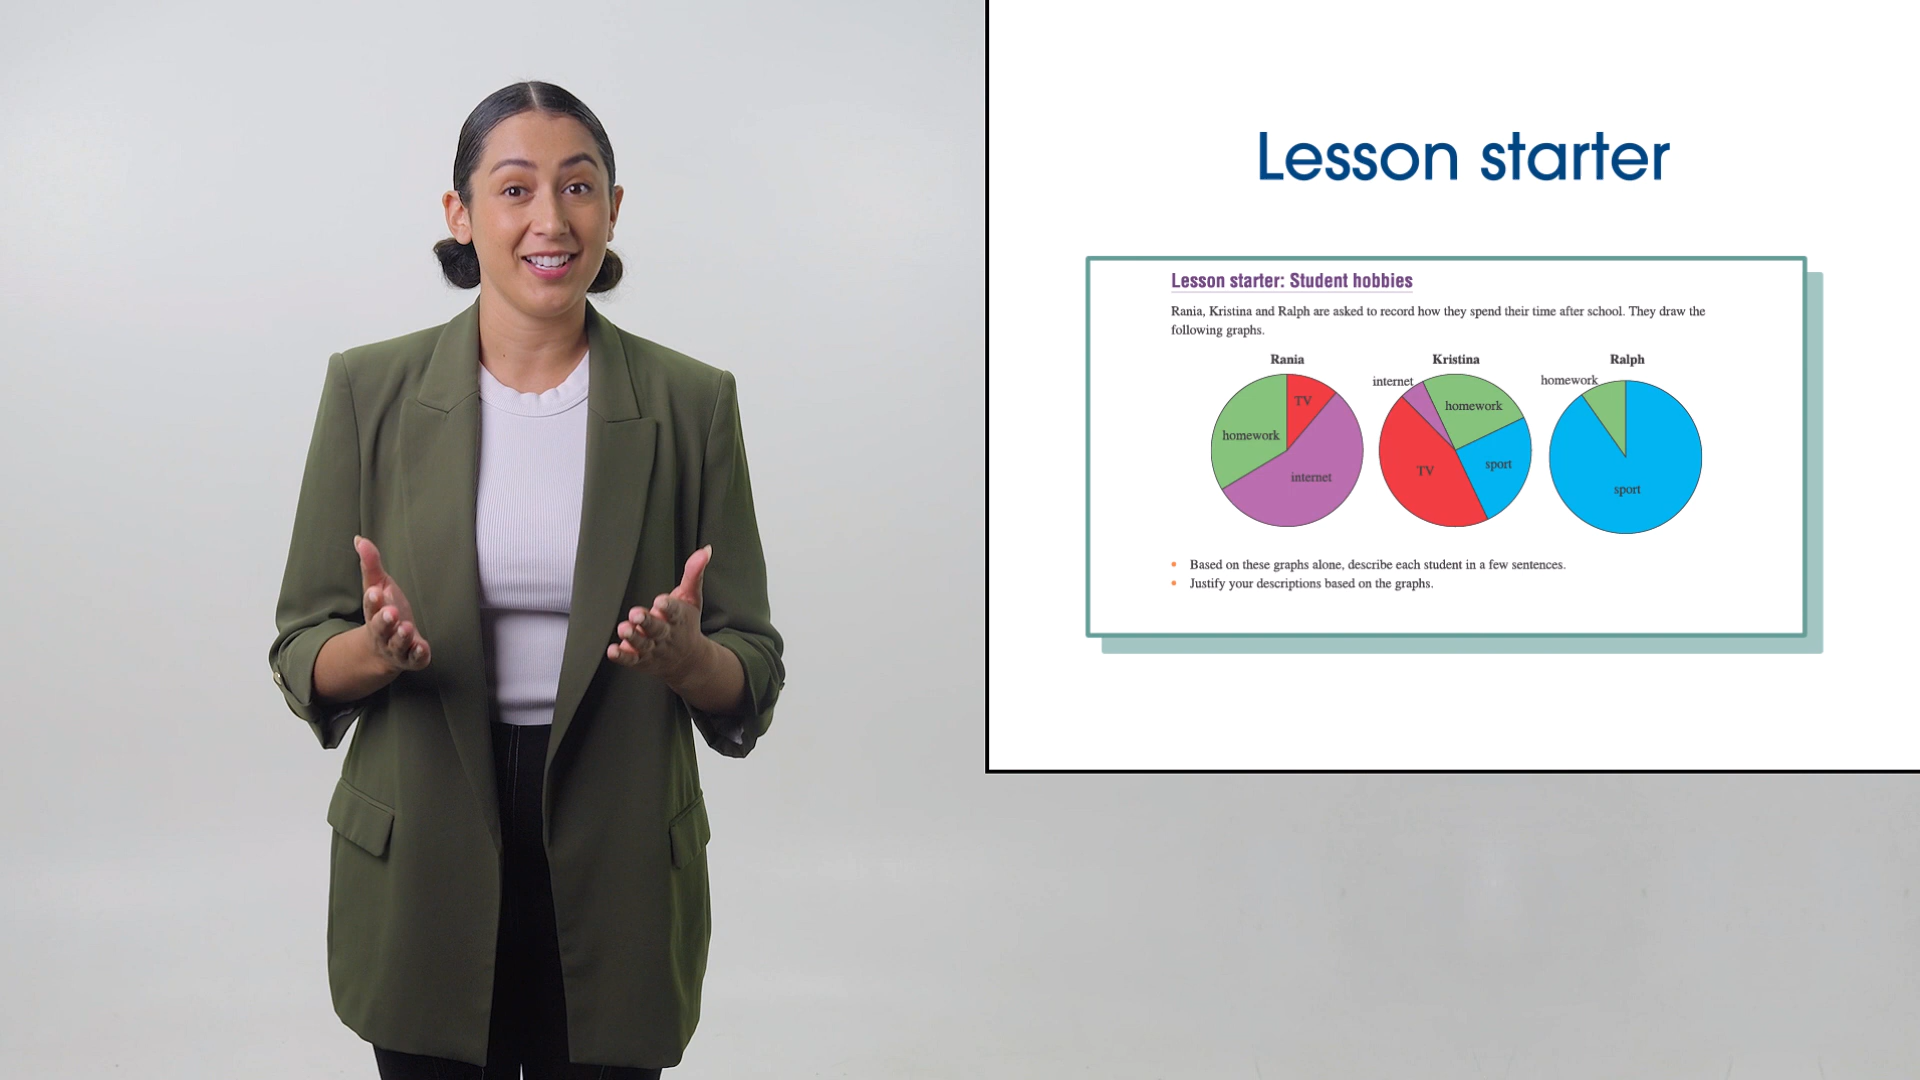 Lesson starter
Lesson starter: Student hobbies
Rania, Kristina and Ralph are asked to record how they spend their time after school. They draw the
following graphs.
Rania
Kristina
Ralph
TV
homework
internet
internet
homework
sport
TV
homework
sport
• Based on these graphs alone, describe each student in a few sentences.
• Justify your descriptions based on the graphs.